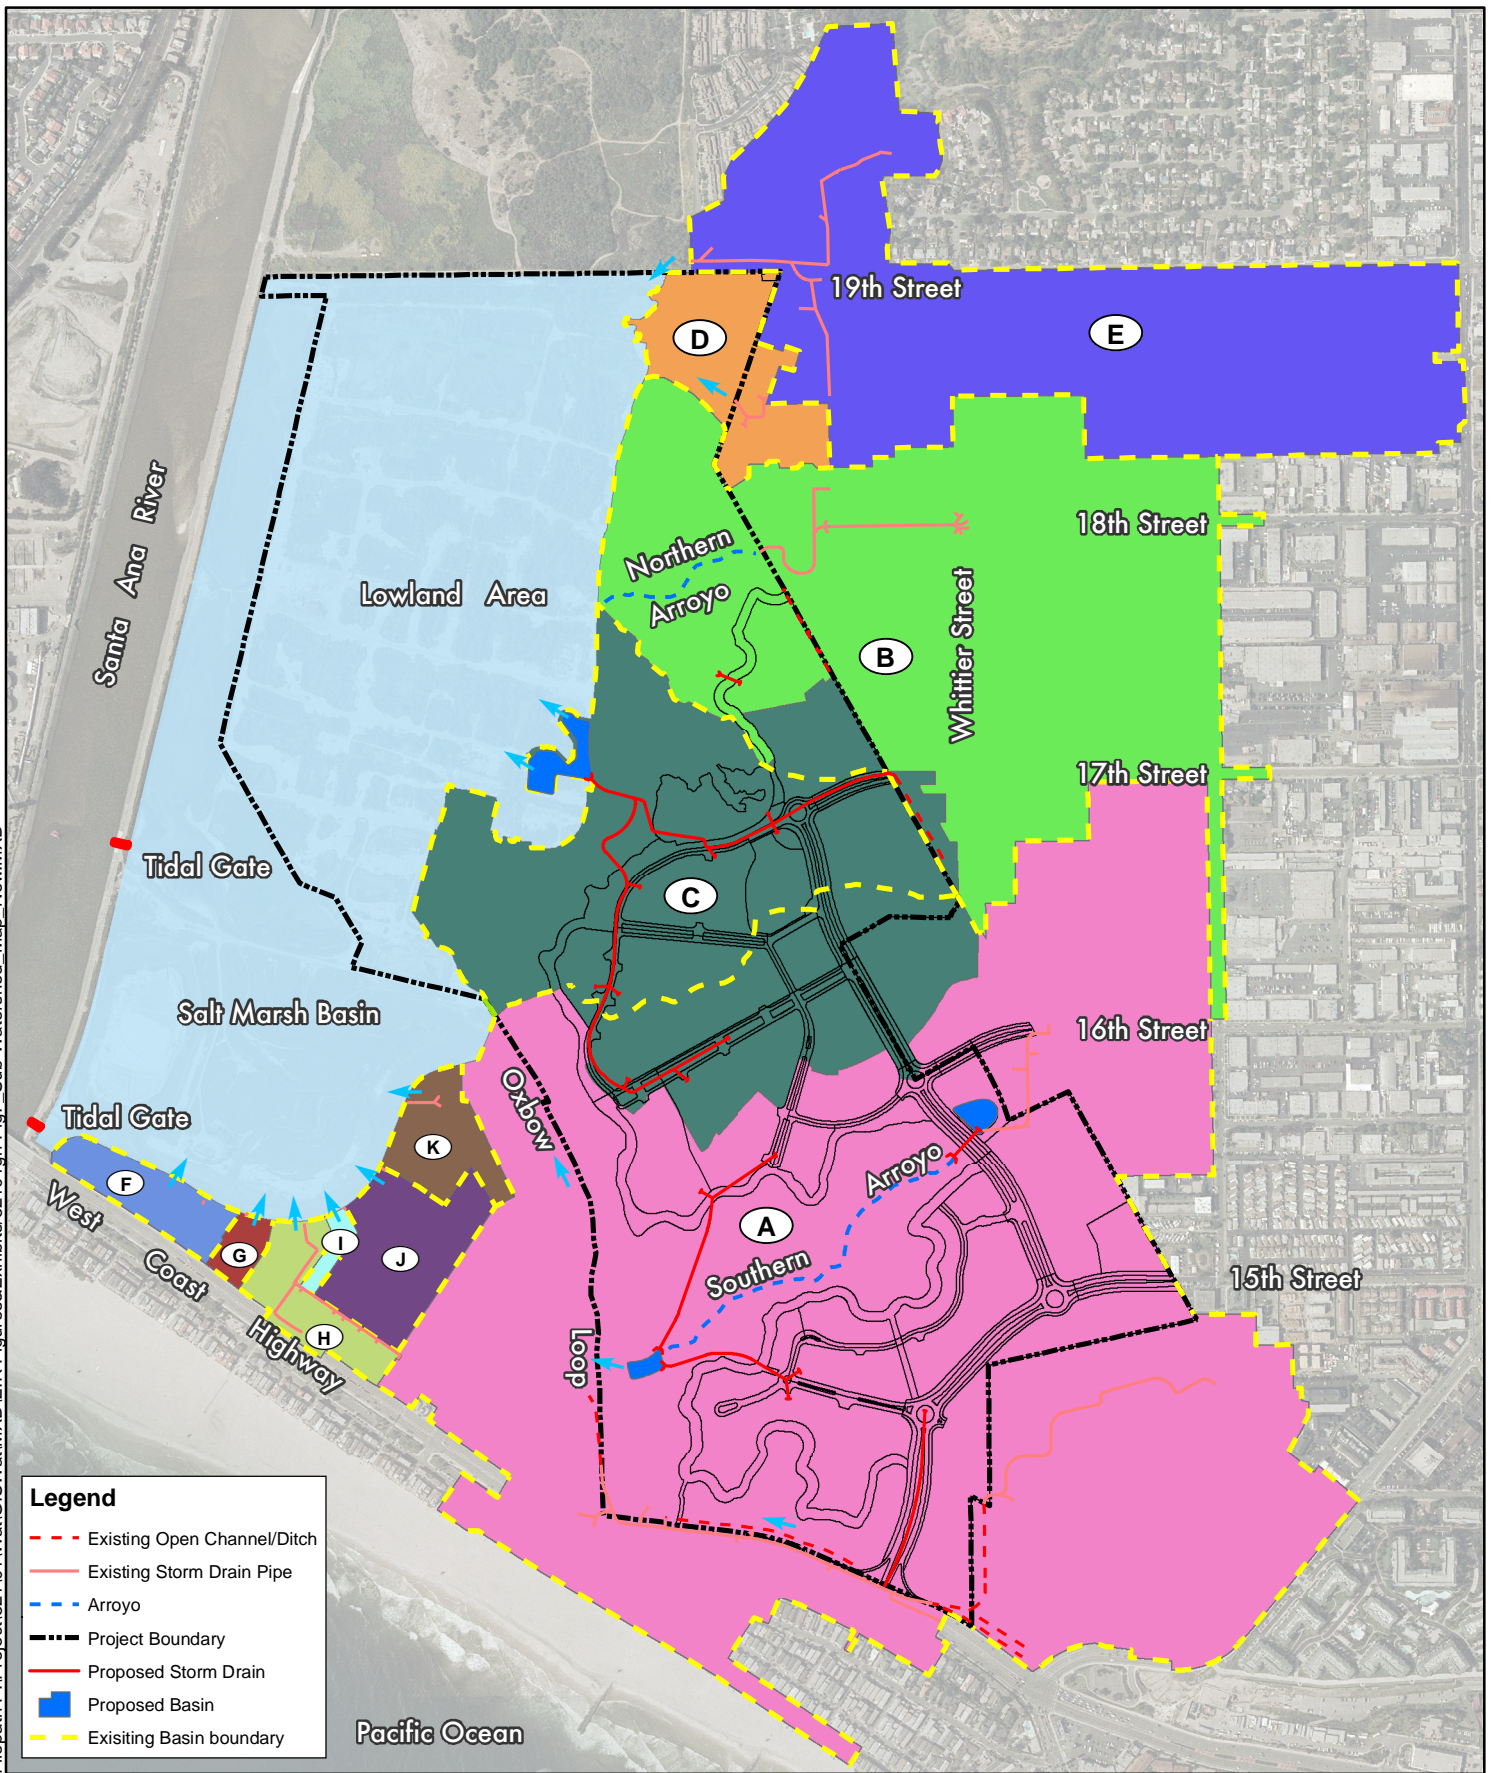 19th Street
D
E
18th Street
Santa Ana River
Northern
Arroyo
Lowland Area
B
Whittier Street
17th Street
Tidal Gate
C
Salt Marsh Basin
16th Street
Oxbow
Loop
Tidal Gate
K
F
West
Coast
Highway
G
I
J
H
Arroyo
Southern
A
15th Street
Legend
Existing Open Channel/Ditch
Existing Storm Drain Pipe
Arroyo
Project Boundary
Proposed Storm Drain
Proposed Basin
Exisiting Basin boundary
Pacific Ocean